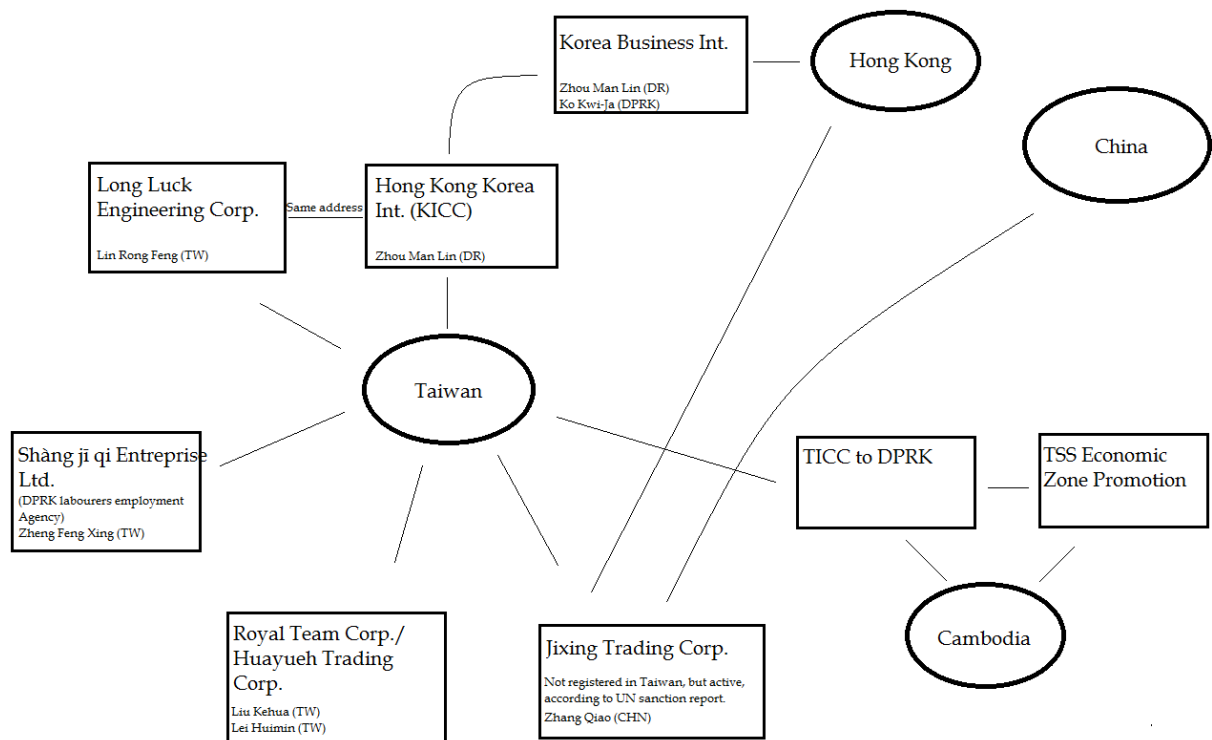 Korea Business Int.
Zhou Man Lin (DR)
Ko Kwi-Ja (DPRK)
Hong Kong
China
Long Luck
Engineering Corp.
Lin Rong Feng (TW)
Same address
Hong Kong Korea
Int. (KICC)
Zhou Man Lin (DR)
Taiwan
Shàng jī qi Entreprise
Ltd.
(DPRK labourers employment
Agency)
Zheng Feng Xing (TW)
TICC to DPRK
TSS Economic
Zone Promotion
Royal Team Corp./
Huayueh Trading
Corp.
Liu Kehua (TW)
Lei Huimin (TW)
Jixing Trading Corp.
Not registered in Taiwan, but active,
according to UN sanction report.
Zhang Qiao (CHN)
Cambodia